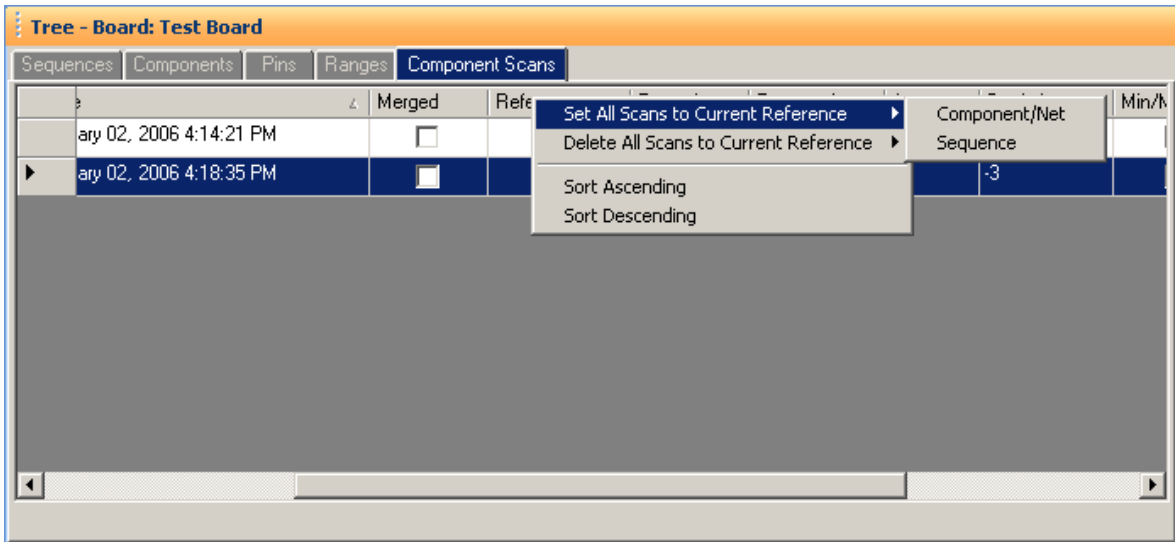 Tree - Board: Test Board
Sequences Components Pins Ranges Component Scans
Merged
Set All Scans to Current Reference
Component/Net
Delete All Scans to Current Reference
Sequence
Sort Ascending
Sort Descending
ary 02, 2006 4:14:21 PM
ary 02, 2006 4:18:35 PM
-3